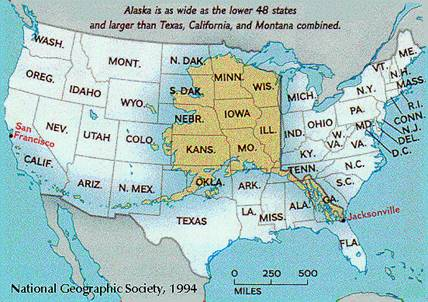 Alaska is as wide as the lower 48 states
and larger than Texas, California, and Montana combined.
WASH.
MONT.
N. DAK.
MINN.
ME.
VT.
N.H.
MASS.
OREG.
IDAHO
WYO.
S. DAK.
WIS.
MICH.
N.Y.
R.I.
CONN.
N.J.
DEL.
D.C.
MD.
PA.
NEV.
UTAH
COLO.
NEBR.
IOWA
ILL.
IND.
OHIO
W.
VA.
VA.
San
Francisco
CALIF.
KANS.
MO.
KY.
N.C.
ARIZ.
N. MEX.
OKLA.
ARK.
TENN.
S.C.
TEXAS
LA.
MISS.
ALA.
GA.
Jacksonville
FLA.
0 250 500
MILES
National Geographic Society, 1994